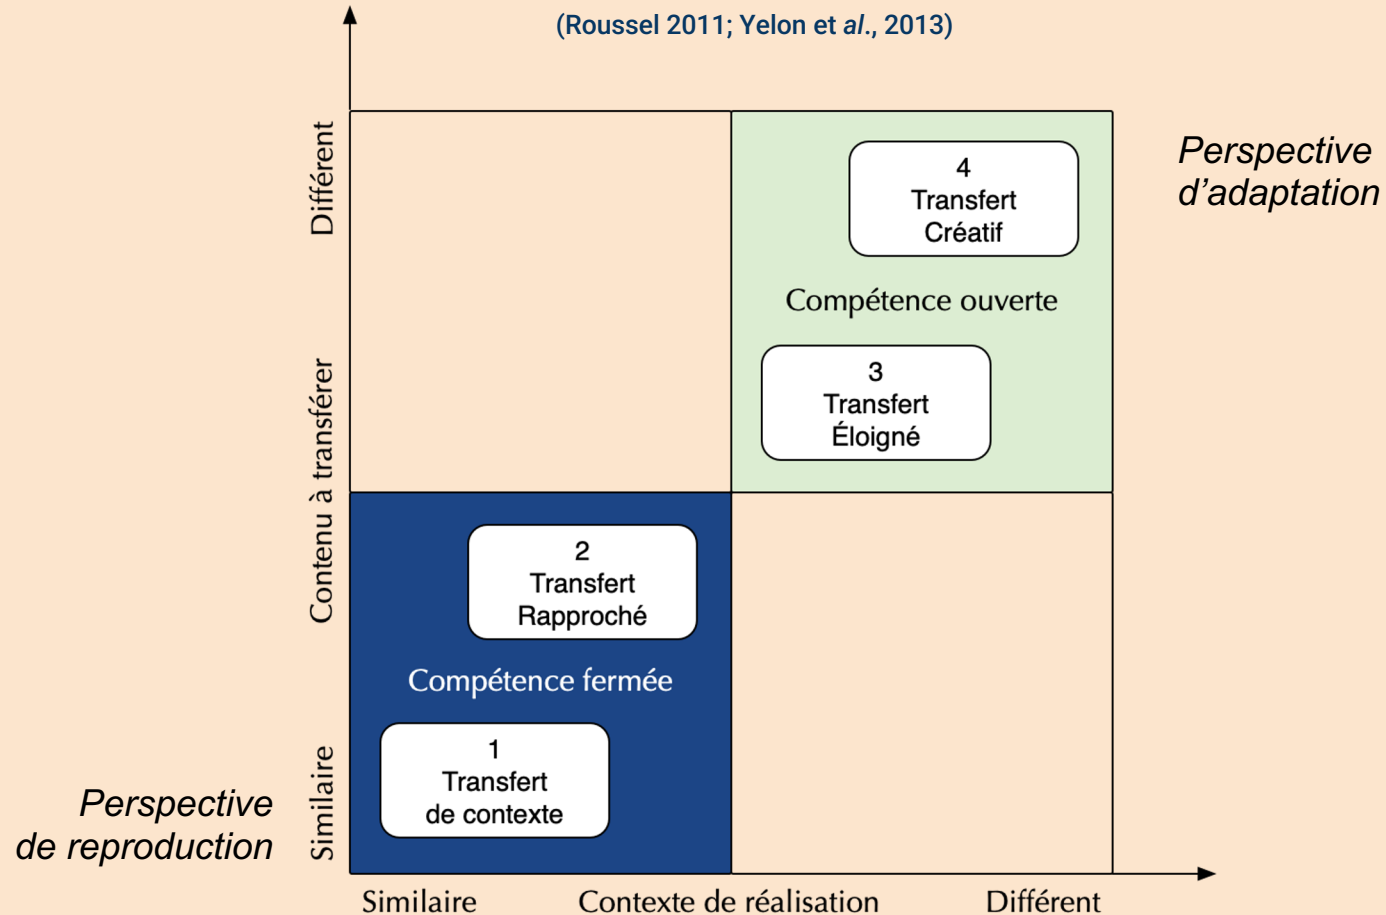 (Roussel 2011; Yelon et al., 2013)
Différent
Contenu à transférer
Similaire
Perspective
d’adaptation
4
Transfert
Créatif
Compétence ouverte
3
Transfert
Éloigné
2
Transfert
Rapproché
Compétence fermée
1
Transfert
de contexte
Perspective
de reproduction
Similaire
Contexte de réalisation
Différent